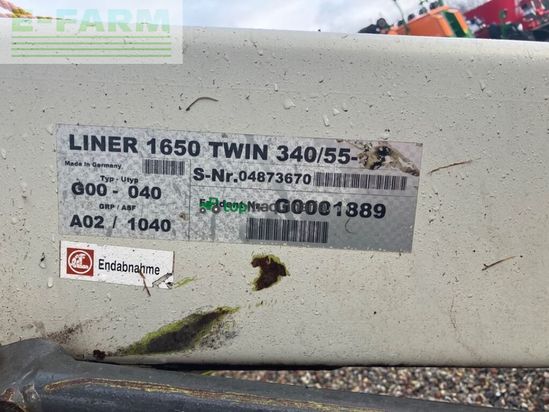 E-FARM
LINER 1650 TWIN 340/55-
Made in Germany
S-Nr.04873670
Typ - Utyp
G00 - 040
G0001889
GRP / ABF
A02 / 1040
Endabnahme